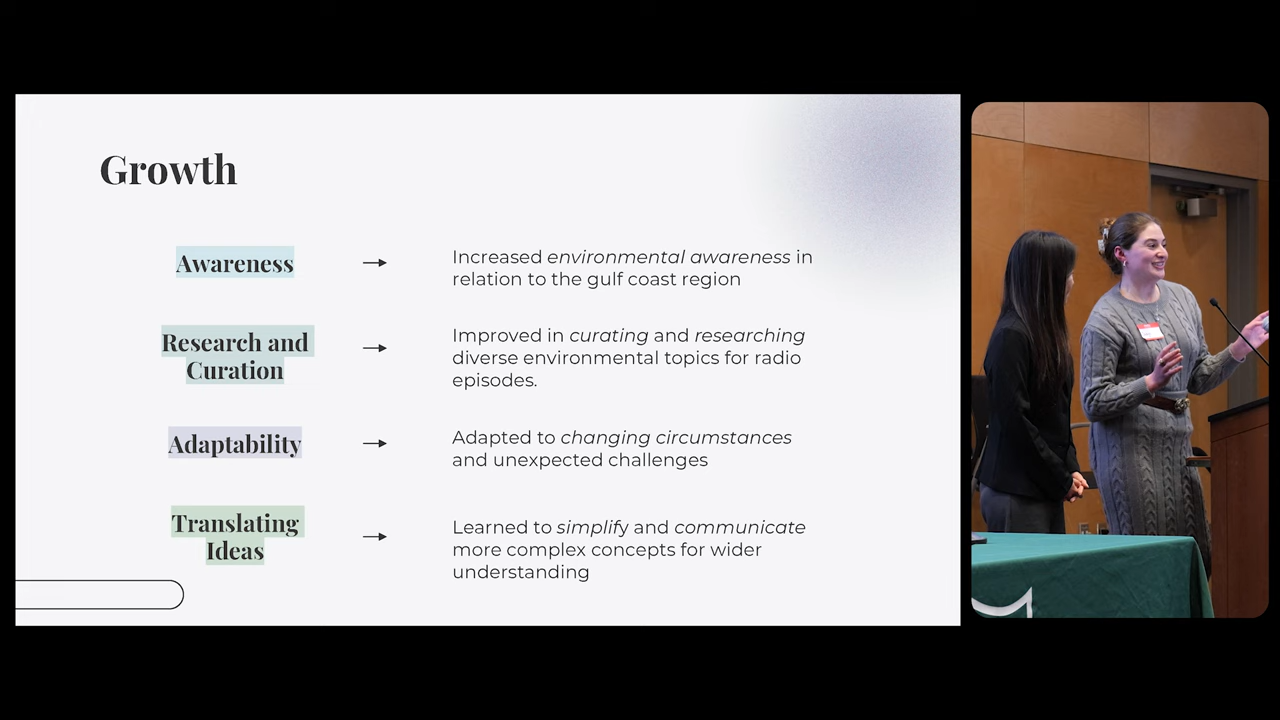 Growth
Awareness
Increased environmental awareness in
relation to the gulf coast region
Research and
Curation
Improved in curating and researching
diverse environmental topics for radio
episodes.
Adaptability
Adapted to changing circumstances
and unexpected challenges
Translating
Ideas
Learned to simplify and communicate
more complex concepts for wider
understanding